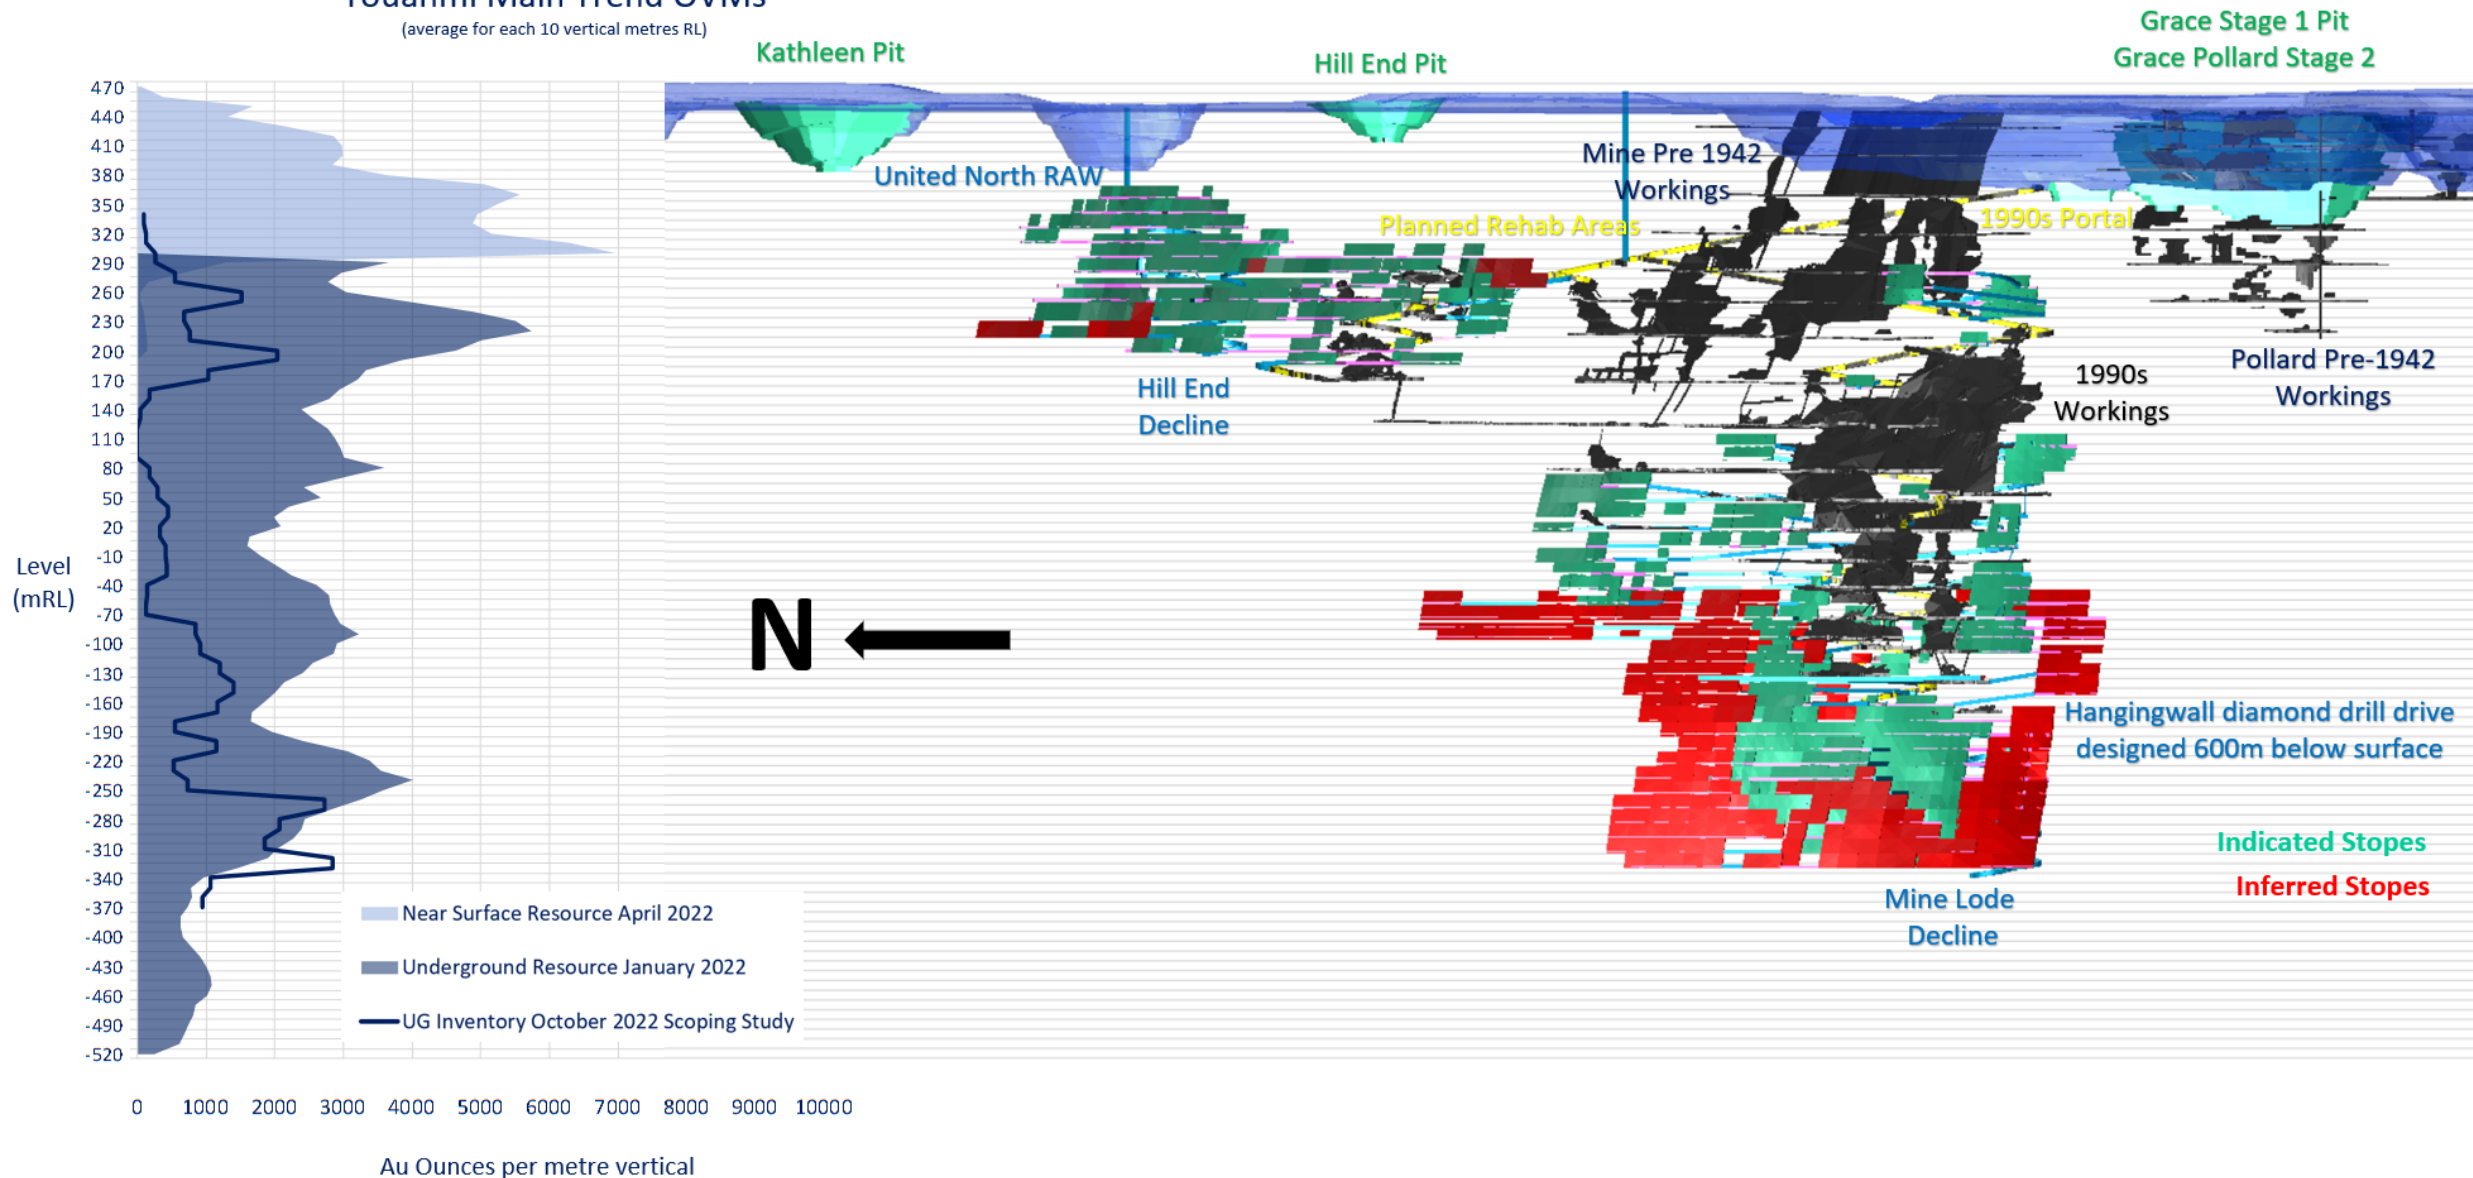 Youanmi Main Trend OVMs
(average for each 10 vertical metres RL)
Kathleen Pit
Hill End Pit
Grace Stage 1 Pit
Grace Pollard Stage 2
470
440
410
380
350
320
290
260
230
200
170
140
110
80
50
20
-10
-40
-70
-100
-130
-160
-190
-220
-250
-280
-310
-340
-370
-400
-430
-460
-490
-520
Level
(mRL)
United North RAW
Mine Pre 1942
Workings
Planned Rehab Areas
1990s Portal
Hill End
Decline
1990s
Workings
Pollard Pre-1942
Workings
N
Hangingwall diamond drill drive
designed 600m below surface
Indicated Stopes
Inferred Stopes
Mine Lode
Decline
Near Surface Resource April 2022
Underground Resource January 2022
UG Inventory October 2022 Scoping Study
0 1000 2000 3000 4000 5000 6000 7000 8000 9000 10000
Au Ounces per metre vertical